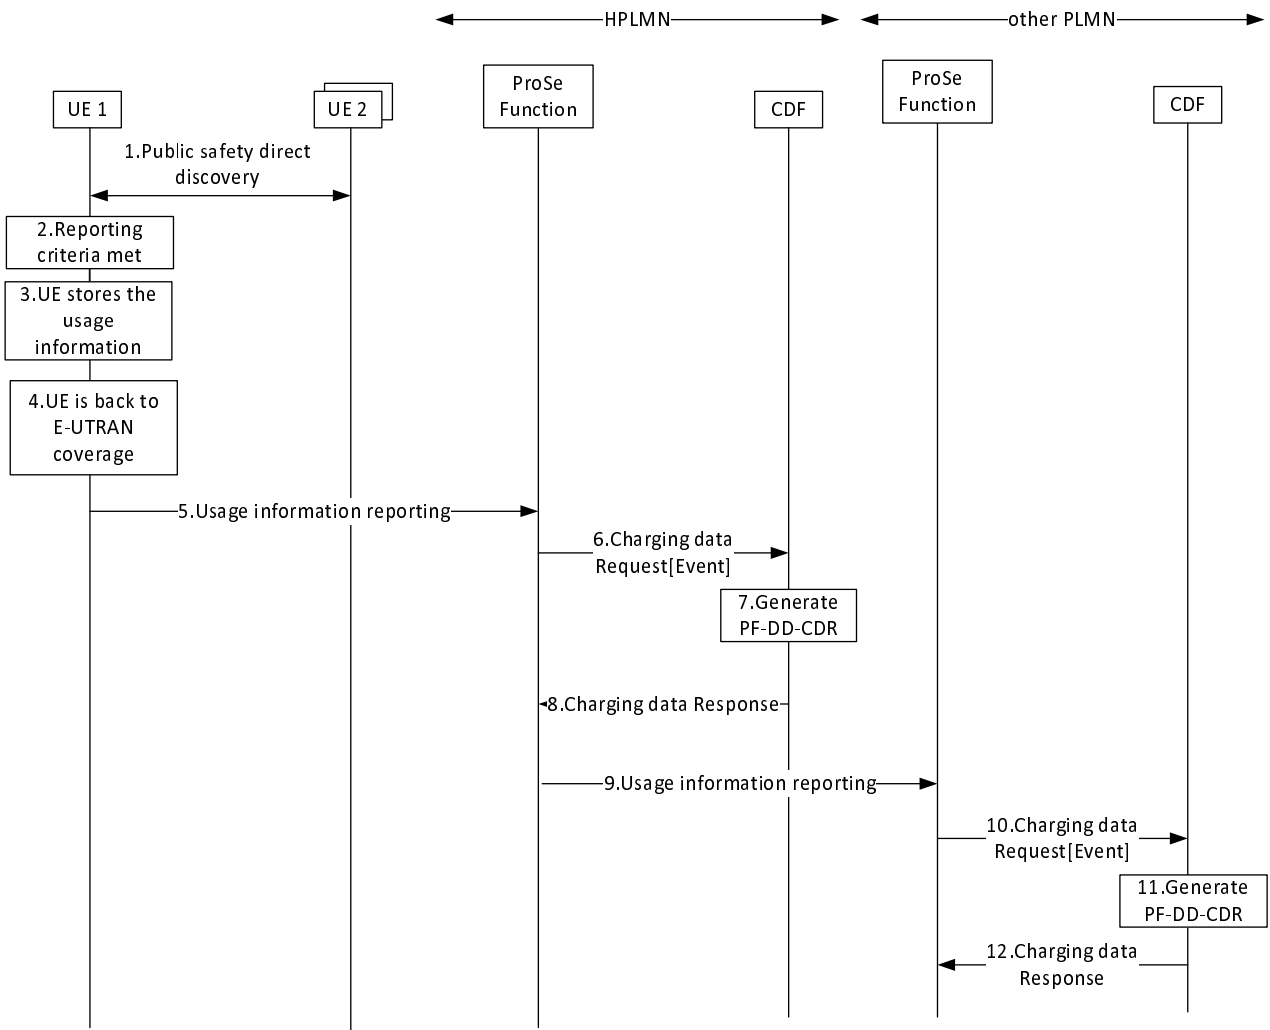 HPLMN
other PLMN
UE 1
UE 2
ProSe
Function
CDF
ProSe
Function
CDF
1.Public safety direct
discovery
2.Reporting
criteria met
3.UE stores the
usage
information
4.UE is back to
E-UTRAN
coverage
5.Usage information reporting
6.Charging data
Request[Event]
7.Generate
PF-DD-CDR
8.Charging data Response
9.Usage information reporting
10.Charging data
Request[Event]
11.Generate
PF-DD-CDR
12.Charging data
Response